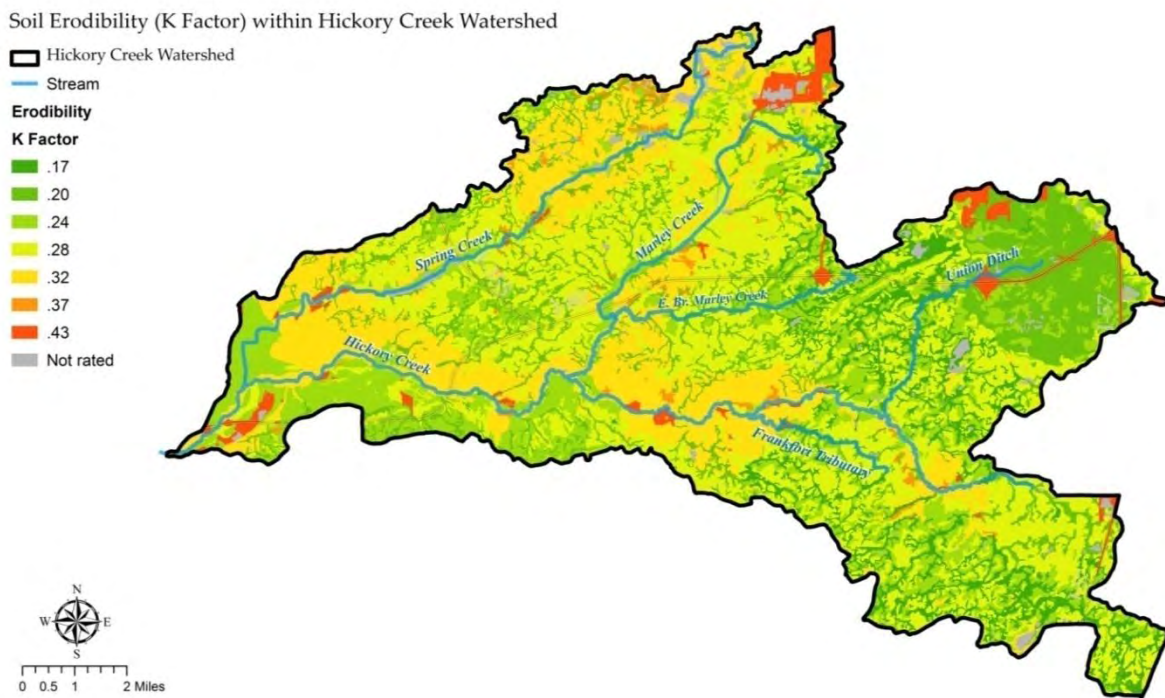 Soil Erodibility (K Factor) within Hickory Creek Watershed
Hickory Creek Watershed
Stream
Erodibility
K Factor
.17
.20
.24
.28
.32
.37
.43
Not rated
Spring Creek
Marley Creek
Union Ditch
E. Br. Marley Creek
Hickory Creek
Frankfort Tributary
N
W E
S
0 0.5 1 2 Miles